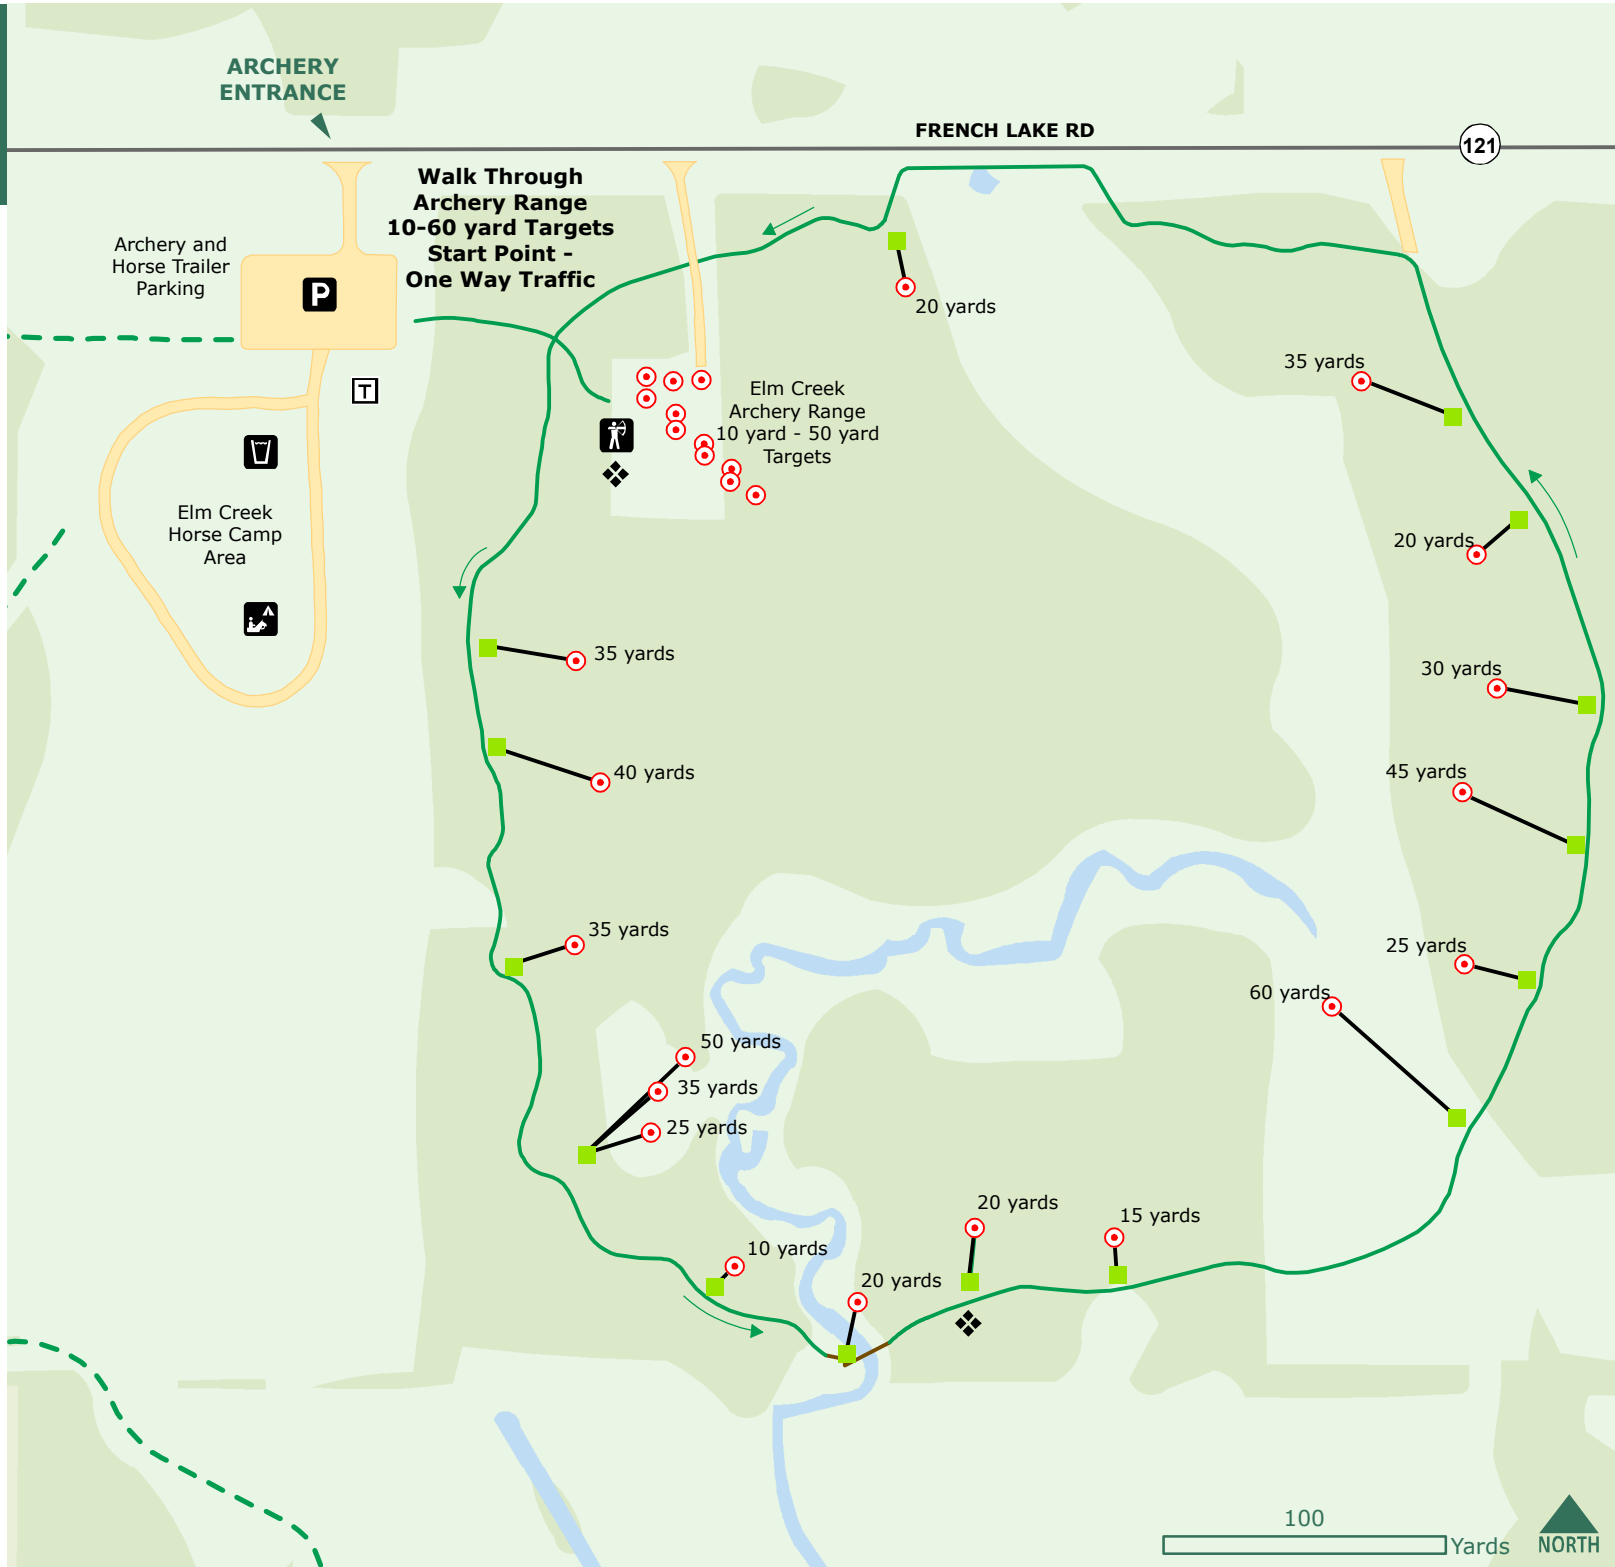 ARCHERY
ENTRANCE
FRENCH LAKE RD
121
Walk Through
Archery Range
10-60 yard Targets
Start Point -
One Way Traffic
Archery and
Horse Trailer
Parking
P
20 yards
35 yards
T
Elm Creek
Archery Range
10 yard - 50 yard
Targets
Elm Creek
Horse Camp
Area
20 yards
35 yards
30 yards
40 yards
45 yards
35 yards
25 yards
60 yards
50 yards
35 yards
25 yards
20 yards
15 yards
10 yards
20 yards
100
Yards
NORTH